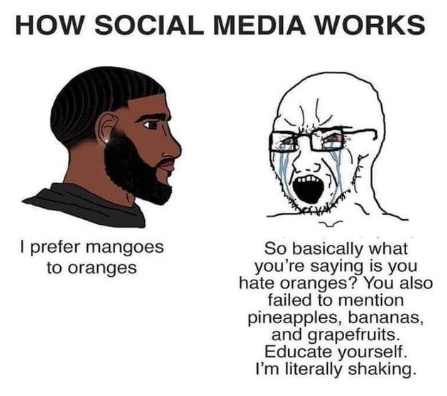 HOW SOCIAL MEDIA WORKS
I prefer mangoes
to oranges
So basically what
you're saying is you
hate oranges? You also
failed to mention
pineapples, bananas,
and grapefruits.
Educate yourself.
I'm literally shaking.